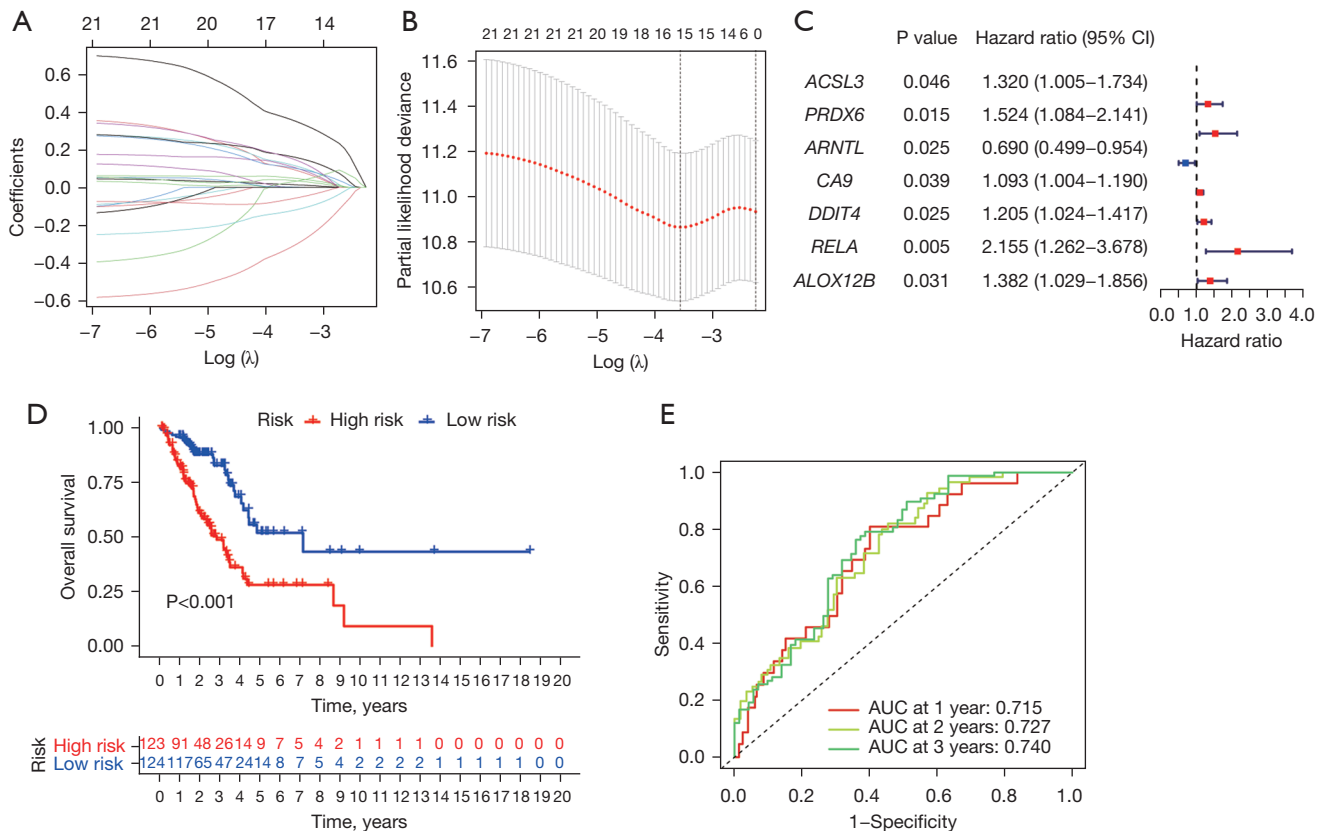 A
21 21 20 17 14
0.6
0.4
0.2
0.0
−0.2
−0.4
−0.6
Coefficients
−7 −6 −5 −4 −3
Log (λ)
B
21 21 21 21 21 20 19 18 16 15 15 14 6 0
11.6
11.4
11.2
11.0
10.8
10.6
Partial likelihood deviance
−7 −6 −5 −4 −3
Log (λ)
C
P value Hazard ratio (95% CI)
ACSL3 0.046 1.320 (1.005−1.734)
PRDX6 0.015 1.524 (1.084−2.141)
ARNTL 0.025 0.690 (0.499−0.954)
CA9 0.039 1.093 (1.004−1.190)
DDIT4 0.025 1.205 (1.024−1.417)
RELA 0.005 2.155 (1.262−3.678)
ALOX12B 0.031 1.382 (1.029−1.856)
0.0 1.0 2.0 3.0 4.0
Hazard ratio
D
Risk High risk Low risk
1.00
0.75
0.50
0.25
0.00
Overall survival
P<0.001
0 1 2 3 4 5 6 7 8 9 10 11 12 13 14 15 16 17 18 19 20
Time, years
Risk
High risk 123 91 48 26 14 9 7 5 4 2 1 1 1 1 0 0 0 0 0 0 0
Low risk 124 117 65 47 24 14 8 7 5 4 2 2 2 2 1 1 1 1 1 0 0
0 1 2 3 4 5 6 7 8 9 10 11 12 13 14 15 16 17 18 19 20
Time, years
E
1.0
0.8
0.6
0.4
0.2
0.0
Sensitivity
AUC at 1 year: 0.715
AUC at 2 years: 0.727
AUC at 3 years: 0.740
0.0 0.2 0.4 0.6 0.8 1.0
1−Specificity